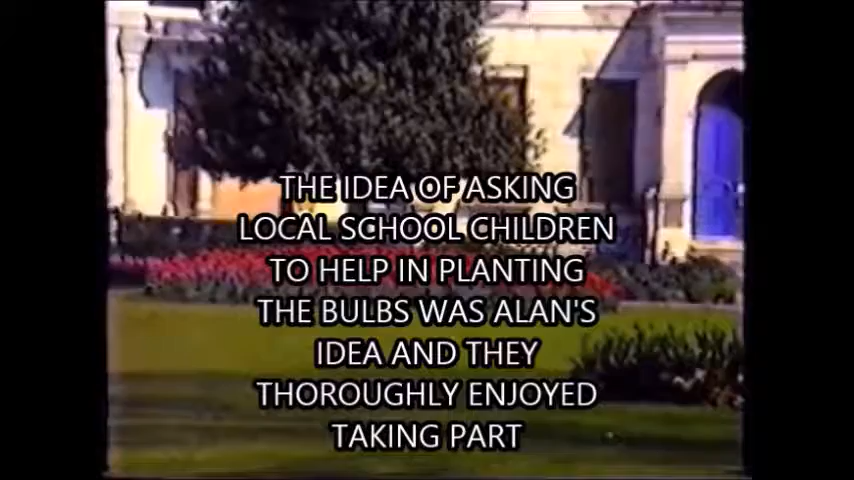 THE IDEA OF ASKING
LOCAL SCHOOL CHILDREN
TO HELP IN PLANTING
THE BULBS WAS ALAN'S
IDEA AND THEY
THOROUGHLY ENJOYED
TAKING PART